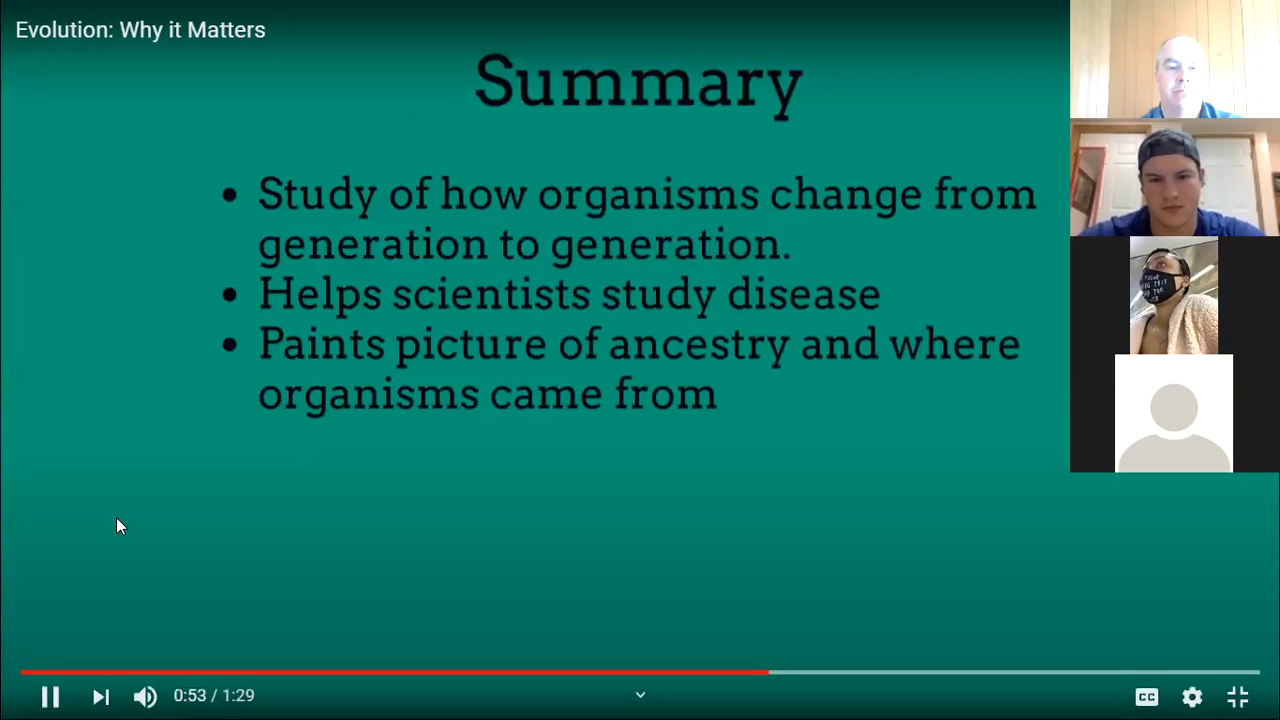 Evolution: Why it Matters
Summary
• Study of how organisms change from
generation to generation.
• Helps scientists study disease
• Paints picture of ancestry and where
organisms came from
0:53 / 1:29
CC